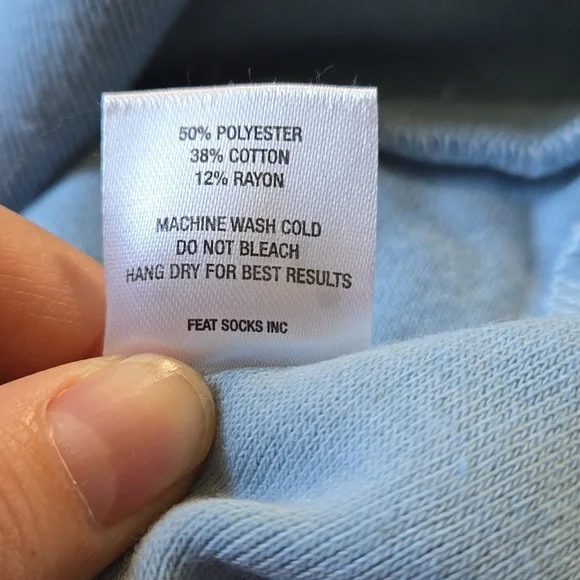 50% POLYESTER
38% COTTON
12% RAYON
MACHINE WASH COLD
DO NOT BLEACH
HANG DRY FOR BEST RESULTS
FEAT SOCKS INC